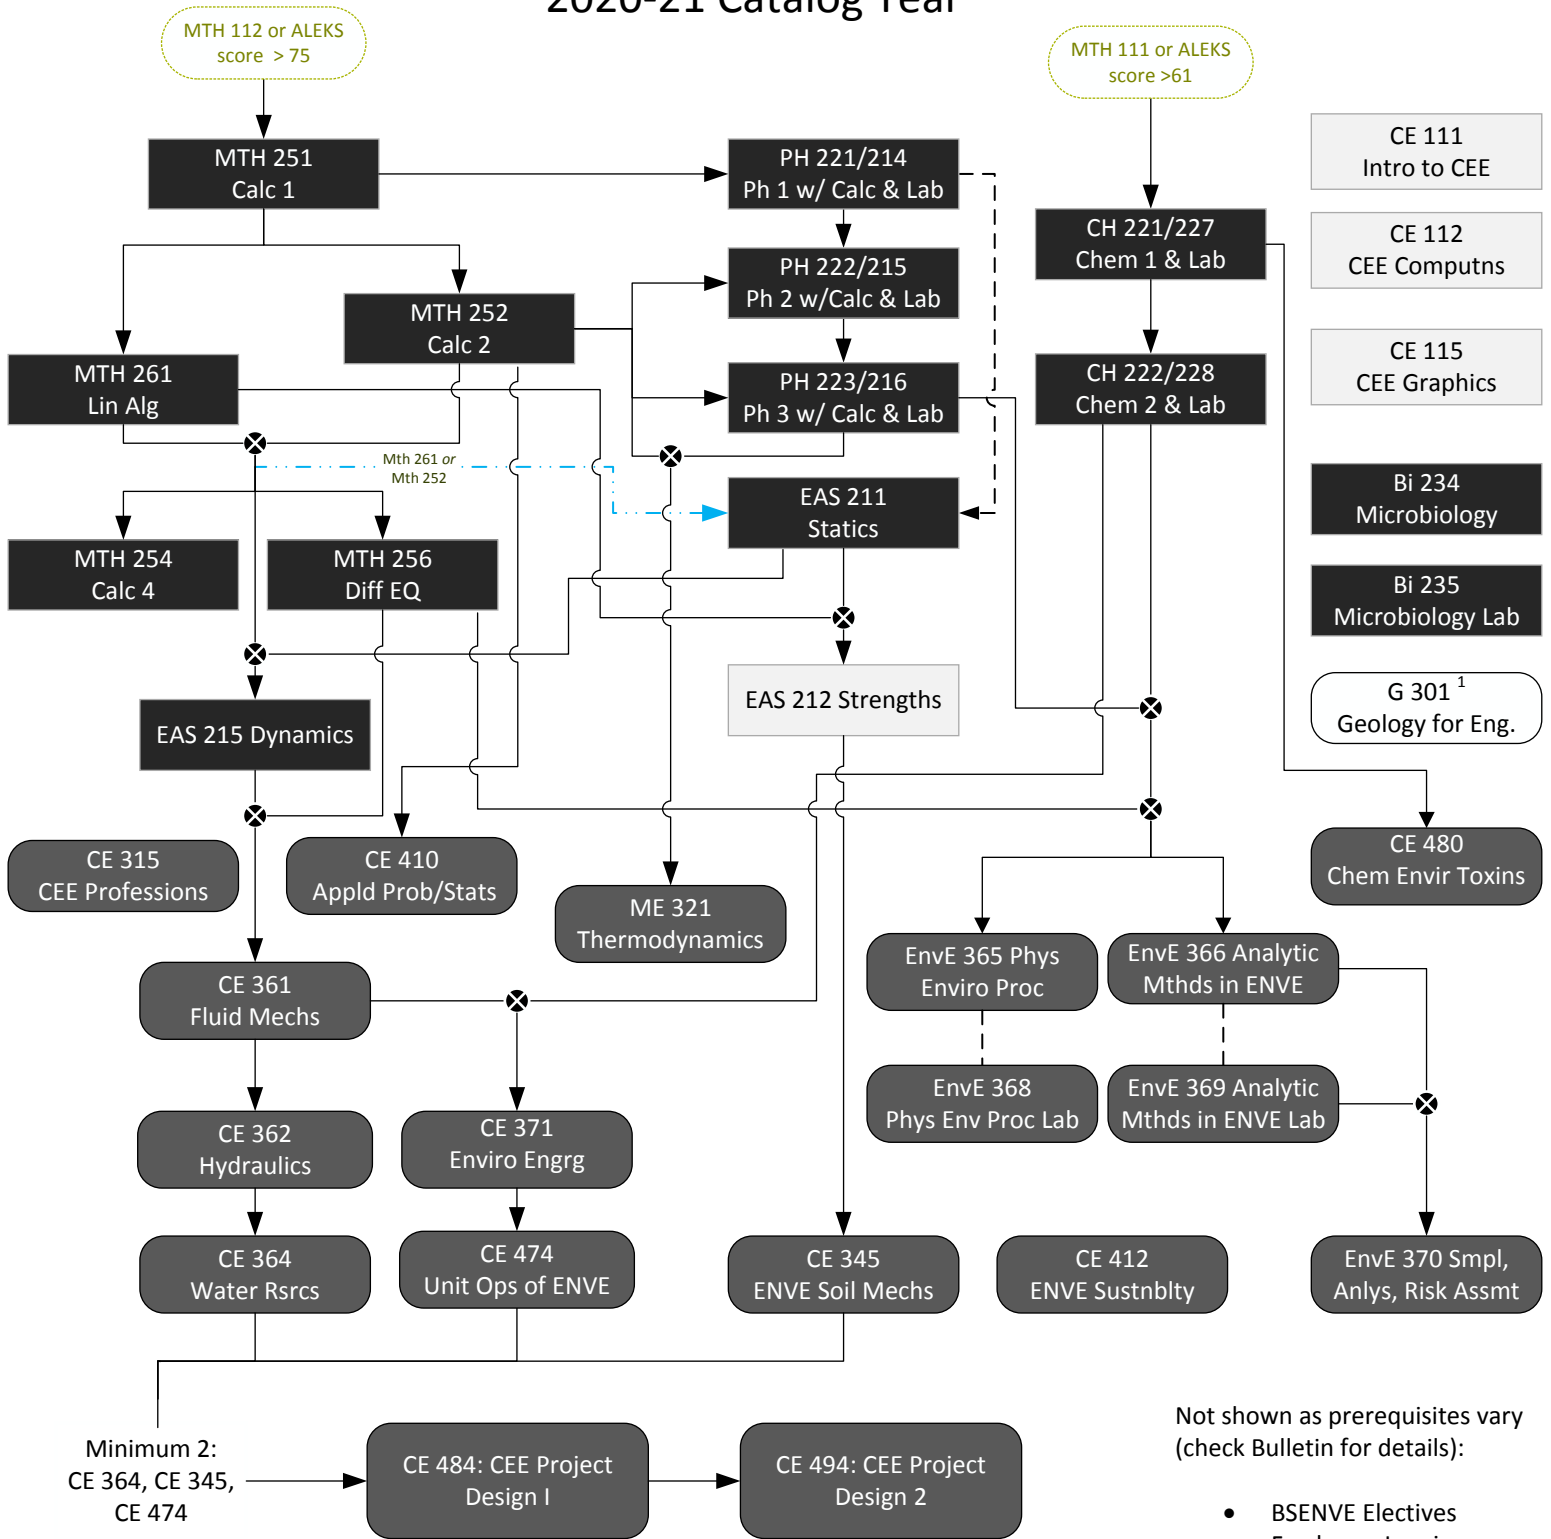 2020-21 Catalog Year
MTH 112 or ALEKS
score > 75
MTH 111 or ALEKS
score >61
MTH 251
Calc 1
PH 221/214
Ph 1 w/ Calc & Lab
CE 111
Intro to CEE
CH 221/227
Chem 1 & Lab
CE 112
CEE Computns
PH 222/215
Ph 2 w/Calc & Lab
MTH 252
Calc 2
MTH 261
Lin Alg
PH 223/216
Ph 3 w/ Calc & Lab
CH 222/228
Chem 2 & Lab
CE 115
CEE Graphics
Mth 261 or
Mth 252
EAS 211
Statics
Bi 234
Microbiology
MTH 254
Calc 4
MTH 256
Diff EQ
Bi 235
Microbiology Lab
EAS 212 Strengths
G 301 1
Geology for Eng.
EAS 215 Dynamics
CE 315
CEE Professions
CE 410
Appld Prob/Stats
ME 321
Thermodynamics
CE 480
Chem Envir Toxins
EnvE 365 Phys
Enviro Proc
EnvE 366 Analytic
Mthds in ENVE
CE 361
Fluid Mechs
EnvE 368
Phys Env Proc Lab
EnvE 369 Analytic
Mthds in ENVE Lab
CE 362
Hydraulics
CE 371
Enviro Engrg
CE 364
Water Rsrcs
CE 474
Unit Ops of ENVE
CE 345
ENVE Soil Mechs
CE 412
ENVE Sustnblty
EnvE 370 Smpl,
Anlys, Risk Assmt
Minimum 2:
CE 364, CE 345,
CE 474
CE 484: CEE Project
Design I
CE 494: CEE Project
Design 2
Not shown as prerequisites vary
(check Bulletin for details):
• BSENVE Electives